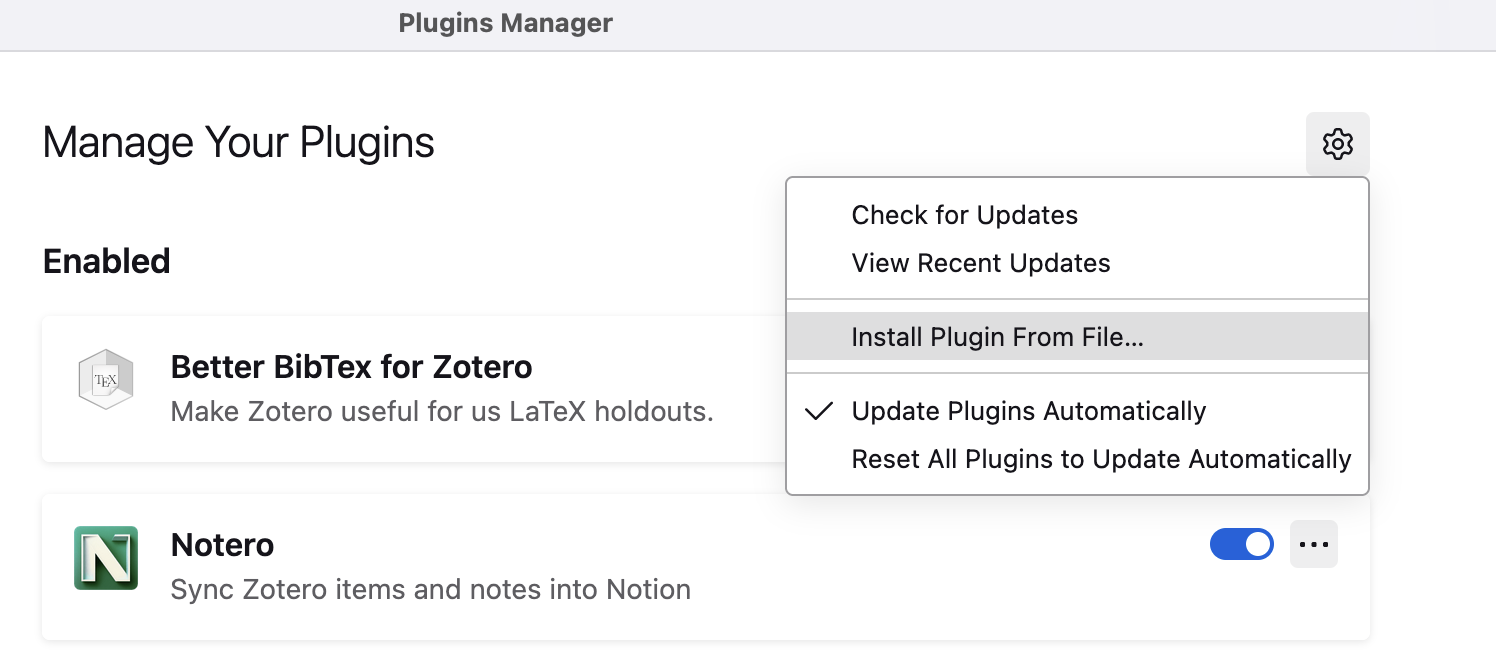 Plugins Manager
Manage Your Plugins
Check for Updates
View Recent Updates
Install Plugin From File...
Update Plugins Automatically
Reset All Plugins to Update Automatically
Enabled
TEX
Better BibTex for Zotero
Make Zotero useful for us LaTeX holdouts.
N
Notero
Sync Zotero items and notes into Notion